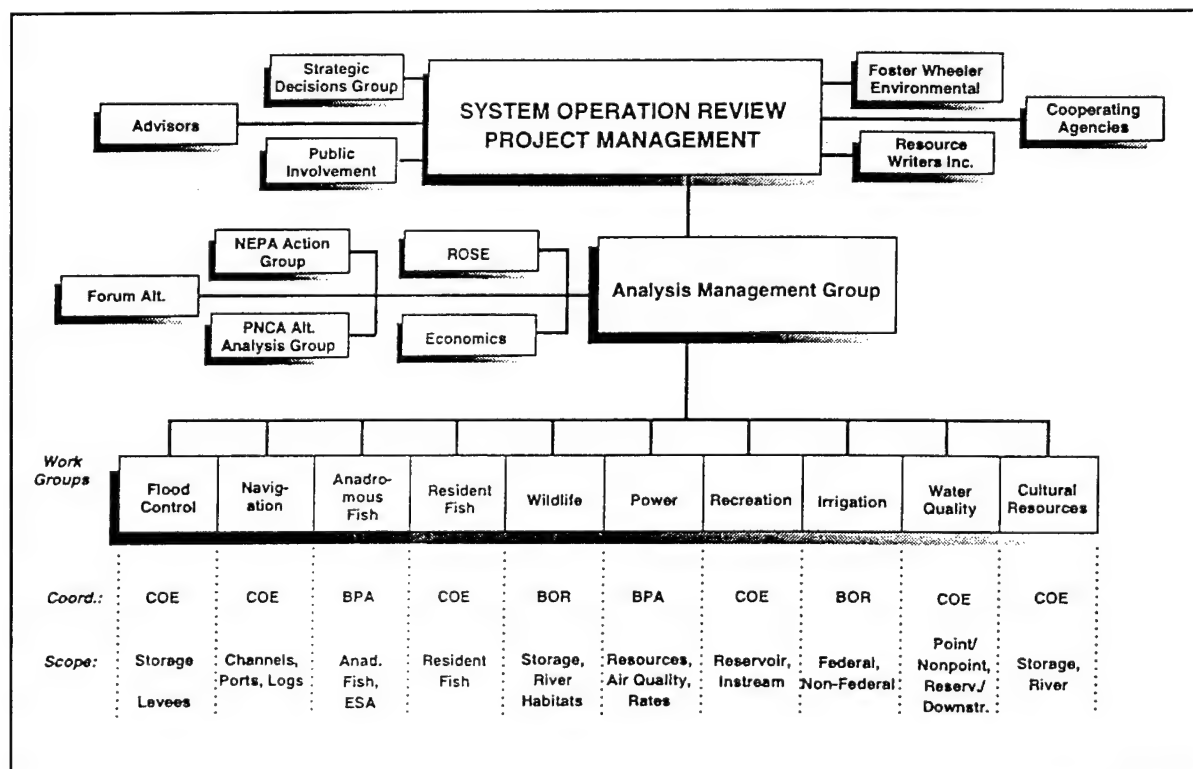 Strategic
Decisions Group
Advisors
Public
Involvement
SYSTEM OPERATION REVIEW
PROJECT MANAGEMENT
Foster Wheeler
Environmental
Cooperating
Agencies
Resource
Writers Inc.
NEPA Action
Group
ROSE
Forum Alt.
PNCA Alt.
Analysis Group
Economics
Analysis Management Group
Work
Groups
Flood
Control
Navig-
ation
Anadro-
mous
Fish
Resident
Fish
Wildlife
Power
Recreation
Irrigation
Water
Quality
Cultural
Resources
Coord.:
COE
COE
BPA
COE
BOR
BPA
COE
BOR
COE
COE
Scope:
Storage
Levees
Channels,
Ports, Logs
Anad.
Fish,
ESA
Resident
Fish
Storage,
River
Habitats
Resources,
Air Quality,
Rates
Reservoir,
Instream
Federal,
Non-Federal
Point/
Nonpoint,
Reserv./
Downstr.
Storage,
River